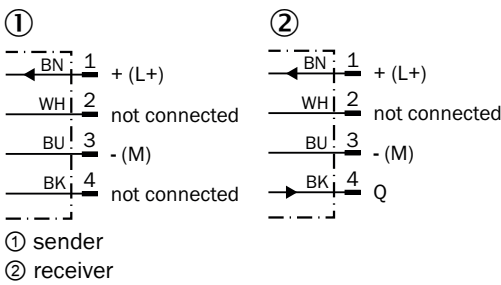 ① ②
BN 1 + (L+)
WH 2 not connected
BU 3 - (M)
BK 4 not connected
BN 1 + (L+)
WH 2 not connected
BU 3 - (M)
BK 4 Q
① sender
② receiver